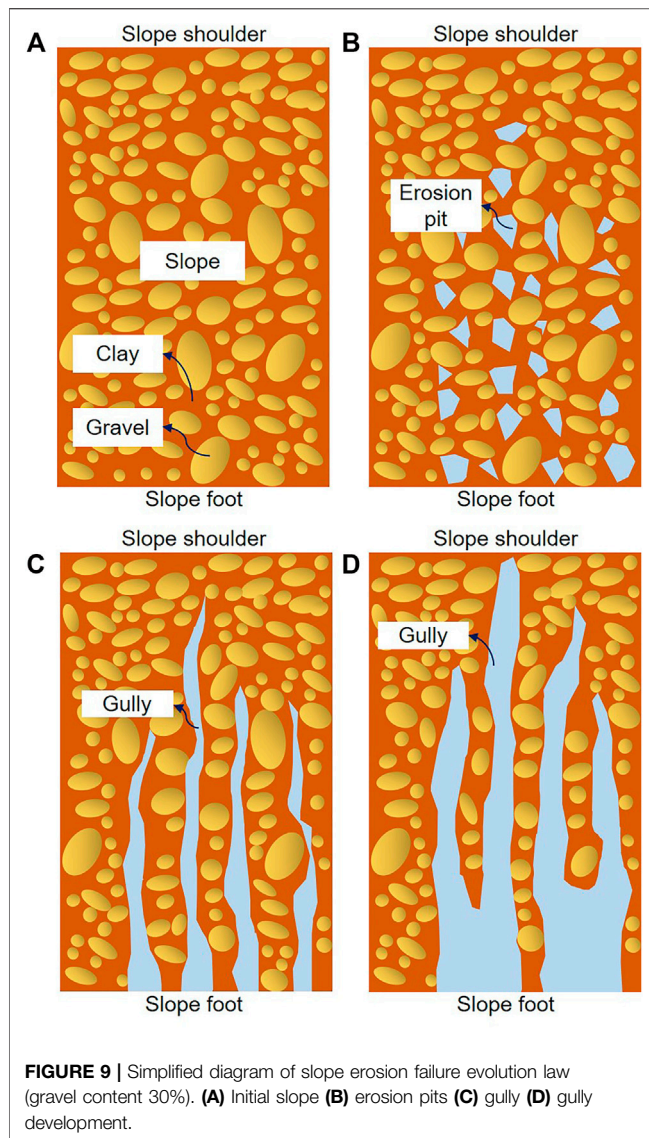 Slope shoulder
A
Slope
Clay
Gravel
Slope foot
Slope shoulder
B
Erosion
pit
Slope foot
Slope shoulder
C
Gully
Slope foot
Slope shoulder
D
Gully
Slope foot
FIGURE 9 | Simplified diagram of slope erosion failure evolution law
(gravel content 30%). (A) Initial slope (B) erosion pits (C) gully (D) gully
development.